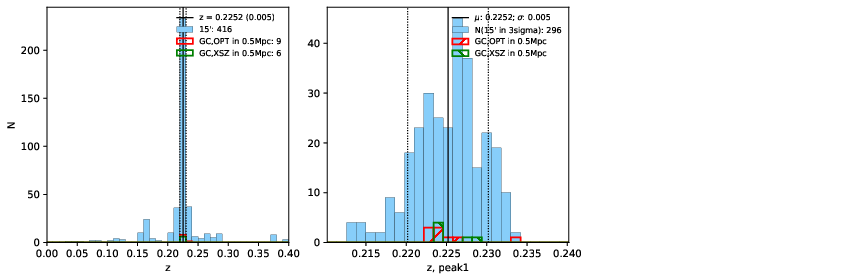 z = 0.2252 (0.005)
15': 416
GC,OPT in 0.5Mpc: 9
GC,XSZ in 0.5Mpc: 6
200
150
100
50
0
N
0.00 0.05 0.10 0.15 0.20 0.25 0.30 0.35 0.40
z
μ: 0.2252; σ: 0.005
N(15' in 3sigma): 296
GC,OPT in 0.5Mpc
GC,XSZ in 0.5Mpc
40
30
20
10
0
0.215 0.220 0.225 0.230 0.235 0.240
z, peak1